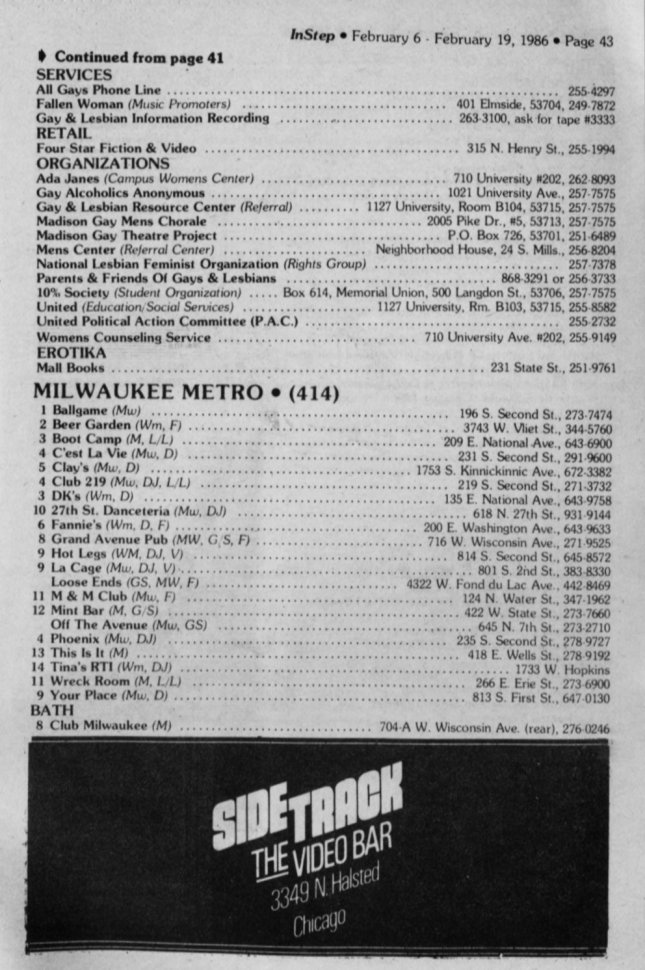 InStep • February 6 - February 19, 1986 • Page 43
Continued from page 41
SERVICES
All Gays Phone Line ........ 255-4297
Fallen Woman (Music Promoters) ........ 401 Elmside, 53704, 249-7872
Gay & Lesbian Information Recording ........ 263-3100, ask for tape #3333
RETAIL
Four Star Fiction & Video ........ 315 N. Henry St., 255-1994
ORGANIZATIONS
Ada Janes (Campus Womens Center) ........ 710 University #202, 262-8093
Gay Alcoholics Anonymous ........ 1021 University Ave., 257-7575
Gay & Lesbian Resource Center (Referral) ........ 1127 University, Room B104, 53715, 257-7575
Madison Gay Mens Chorale ........ 2005 Pike Dr., #5, 53713, 257-7575
Madison Gay Theatre Project ........ P.O. Box 726, 53701, 251-6489
Mens Center (Referral Center) ........ Neighborhood House, 24 S. Mills., 256-8204
National Lesbian Feminist Organization (Rights Group) ........ 257-7378
Parents & Friends Of Gays & Lesbians ........ 868-3291 or 256-3733
10% Society (Student Organization) ..... Box 614, Memorial Union, 500 Langdon St., 53706, 257-7575
United (Education/Social Services) ........ 1127 University, Rm. B103, 53715, 255-8582
United Political Action Committee (P.A.C.) ........ 255-2732
Womens Counseling Service ........ 710 University Ave. #202, 255-9149
EROTIKA
Mall Books ........ 231 State St., 251-9761
MILWAUKEE METRO • (414)
1 Ballgame (Mw) ........ 196 S. Second St., 273-7474
2 Beer Garden (Wm, F) ........ 3743 W. Vliet St., 344-5760
3 Boot Camp (M, L/L) ........ 209 E. National Ave., 643-6900
4 C'est La Vie (Mw, D) ........ 231 S. Second St., 291-9600
5 Clay's (Mw, D) ........ 1753 S. Kinnickinnic Ave., 672-3382
4 Club 219 (Mw, DJ, L/L) ........ 219 S. Second St., 271-3732
3 DK's (Wm, D) ........ 135 E. National Ave., 643-9758
10 27th St. Danceteria (Mw, DJ) ........ 618 N. 27th St., 931-9144
6 Fannie's (Wm, D, F) ........ 200 E. Washington Ave., 643-9633
8 Grand Avenue Pub (MW, G/S, F) ........ 716 W. Wisconsin Ave., 271-9525
9 Hot Legs (WM, DJ, V) ........ 814 S. Second St., 645-8572
9 La Cage (Mw, DJ, V) ........ 801 S. 2nd St., 383-8330
Loose Ends (GS, MW, F) ........ 4322 W. Fond du Lac Ave., 442-8469
11 M & M Club (Mw, F) ........ 124 N. Water St., 347-1962
12 Mint Bar (M, G/S) ........ 422 W. State St., 273-7660
Off The Avenue (Mw, GS) ........ 645 N. 7th St., 273-2710
4 Phoenix (Mw, DJ) ........ 235 S. Second St., 278-9727
13 This Is It (M) ........ 418 E. Wells St., 278-9192
14 Tina's RTI (Wm, DJ) ........ 1733 W. Hopkins
11 Wreck Room (M, L/L) ........ 266 E. Erie St., 273-6900
9 Your Place (Mw, D) ........ 813 S. First St., 647-0130
BATH
8 Club Milwaukee (M) ........ 704-A W. Wisconsin Ave. (rear), 276-0246
SIDETRACK
THE VIDEO BAR
3349 N. Halsted
Chicago